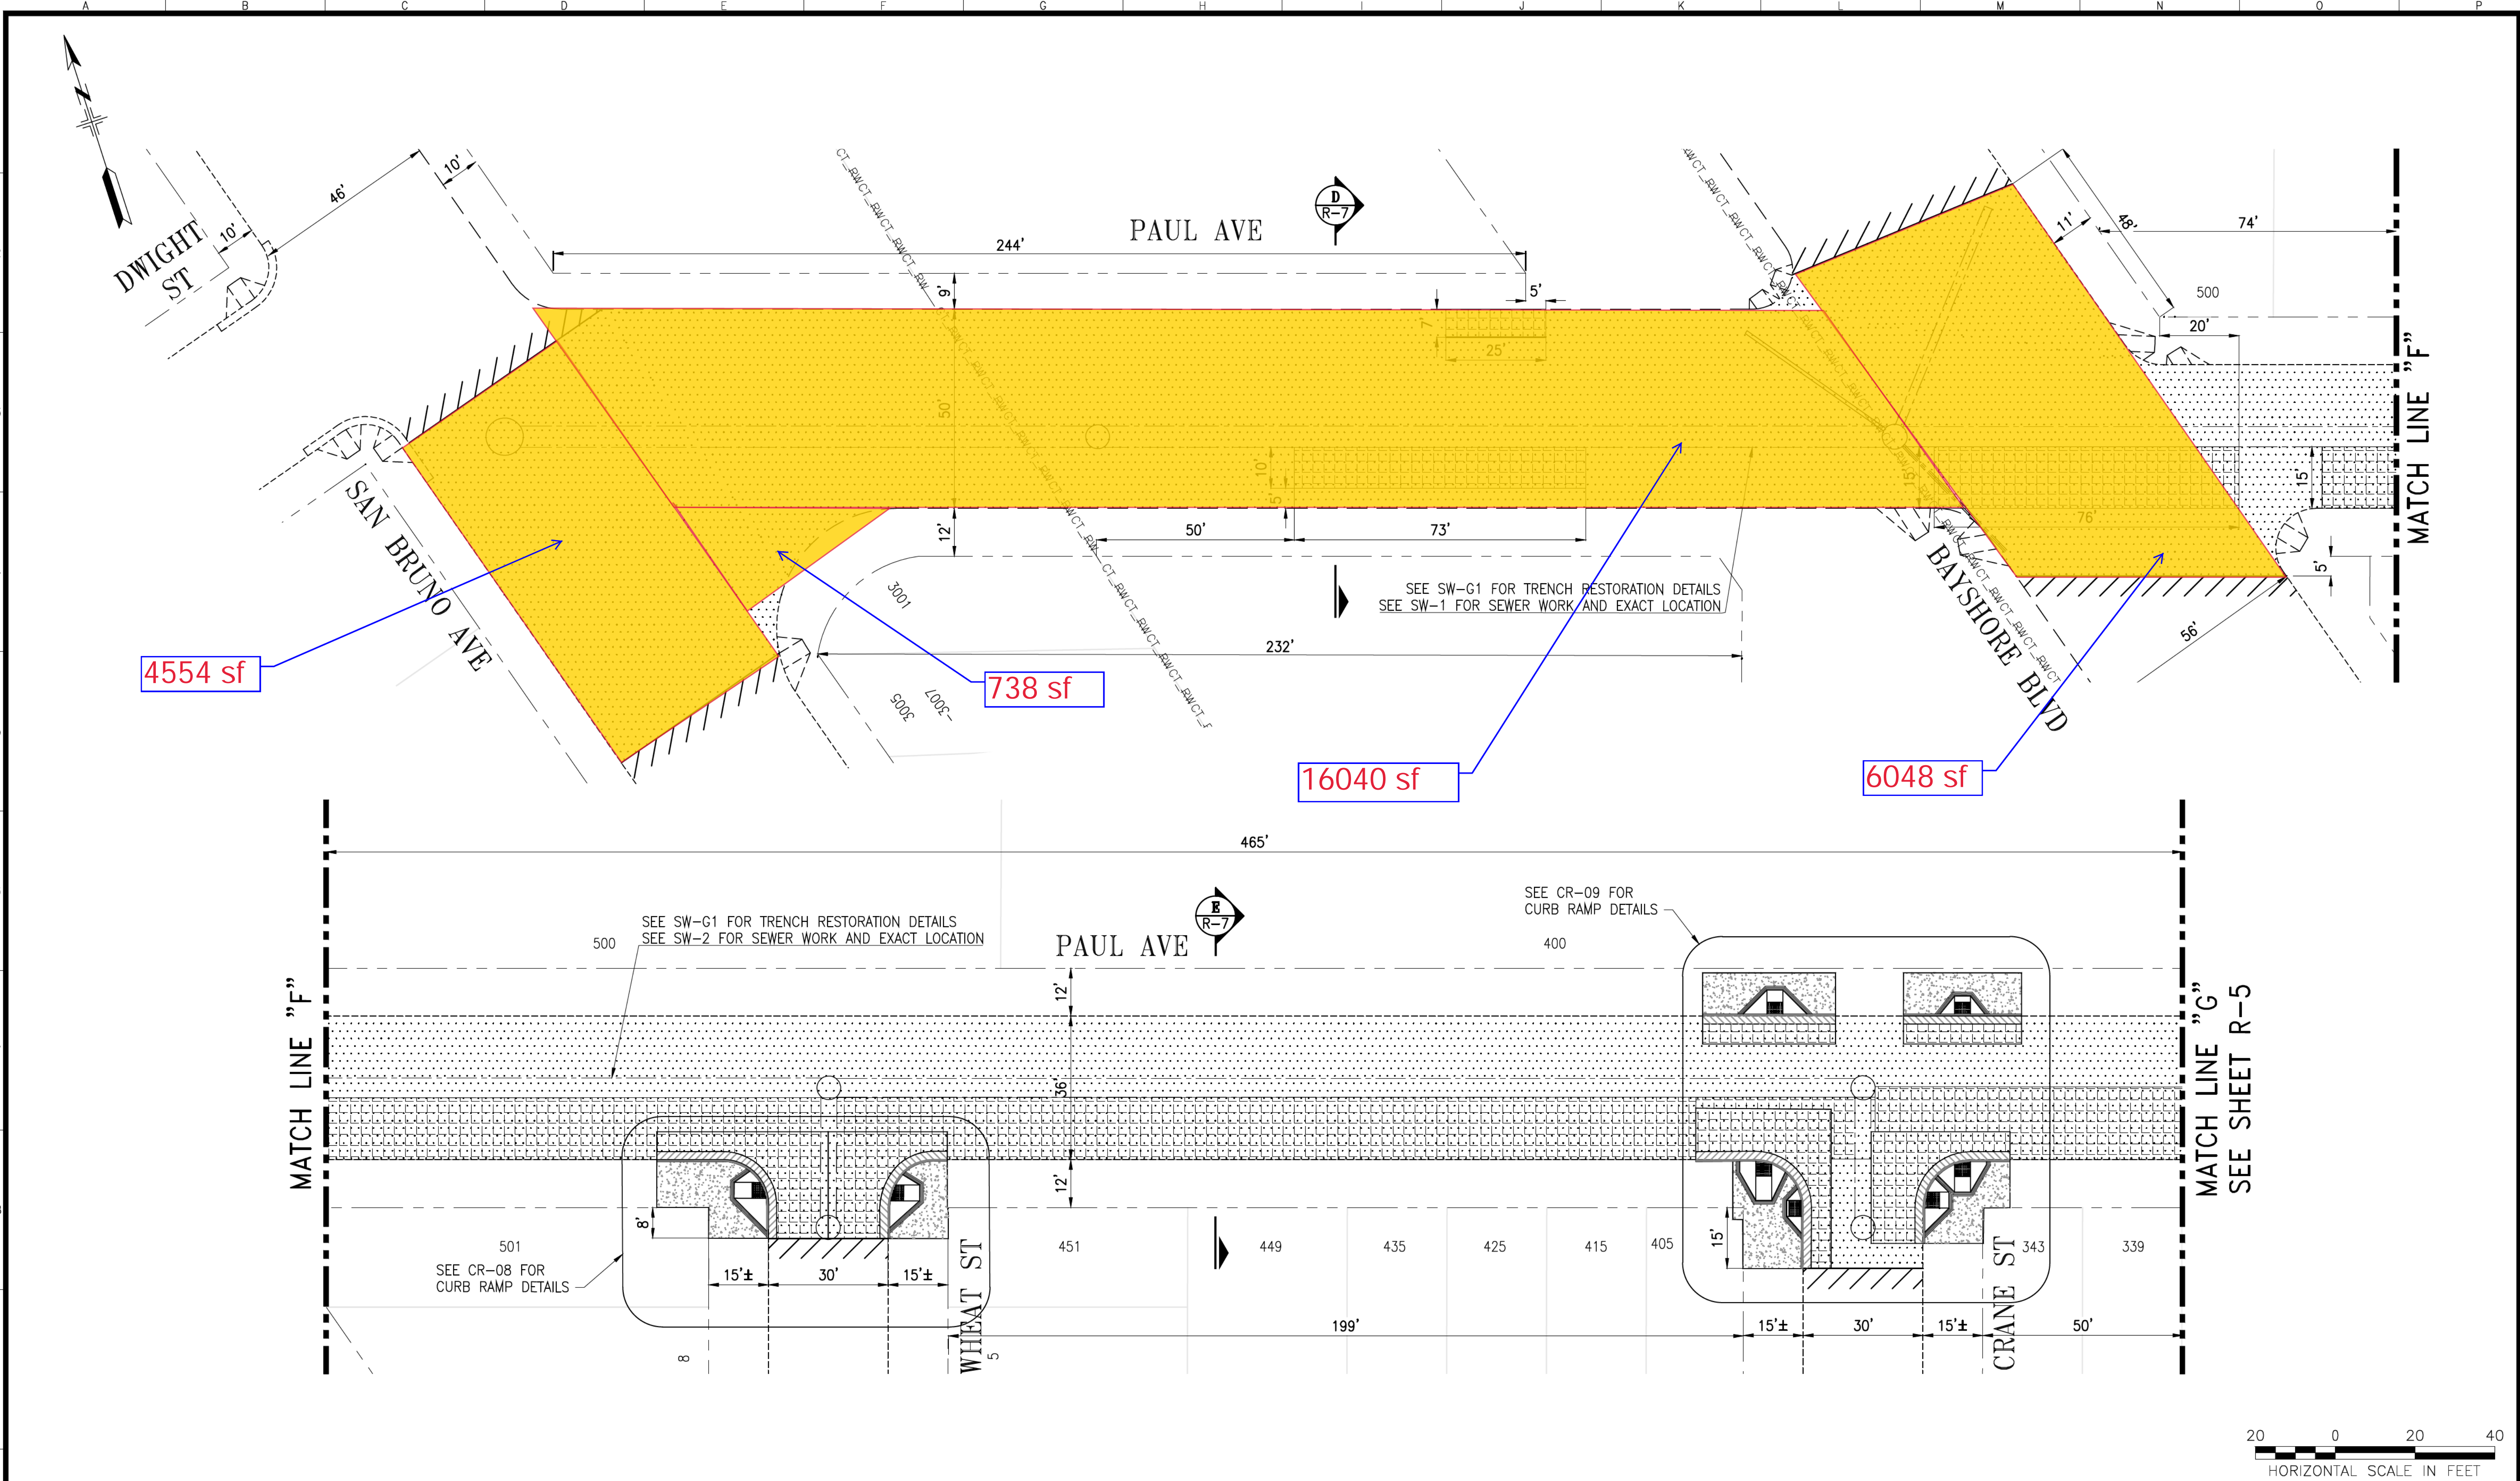 A B C D E F G H I J K L M N O P
DWIGHT
ST
10'
46'
10'
PAUL AVE
D
R-7
244'
9'
5'
7'
25'
50'
10'
5'
12'
50'
73'
15'
76'
11'
48'
74'
500
20'
15'
5'
56'
MATCH LINE "F"
SAN BRUNO AVE
BAYSHORE BLVD
3001
3005
-3007
SEE SW-G1 FOR TRENCH RESTORATION DETAILS
SEE SW-1 FOR SEWER WORK AND EXACT LOCATION
232'
4554 sf
738 sf
16040 sf
6048 sf
465'
SEE SW-G1 FOR TRENCH RESTORATION DETAILS
SEE SW-2 FOR SEWER WORK AND EXACT LOCATION
500
PAUL AVE
E
R-7
SEE CR-09 FOR
CURB RAMP DETAILS
400
MATCH LINE "F"
12'
36'
12'
MATCH LINE "G"
SEE SHEET R-5
8'
501
SEE CR-08 FOR
CURB RAMP DETAILS
15'±
30'
15'±
WHEAT ST
451
449
435
425
415
405
15'
343
339
CRANE ST
199'
15'±
30'
15'±
50'
8
5
20 0 20 40
HORIZONTAL SCALE IN FEET